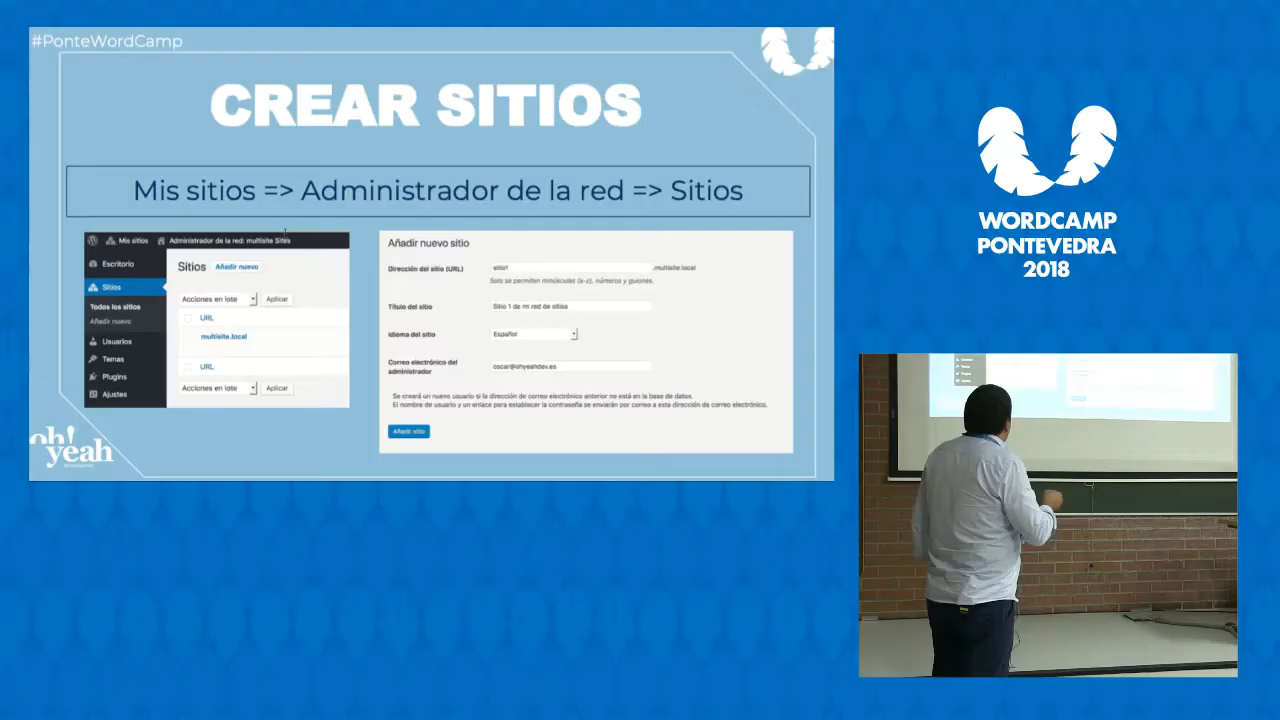 #PonteWordCamp
CREAR SITIOS
Mis sitios => Administrador de la red => Sitios
Mis sitios
Administrador de la red: multisite Sites
Escritorio
Sitios
Todos los sitios
Añadir nuevo
Usuarios
Temas
Plugins
Ajustes
Sitios
Añadir nuevo
Acciones en lote
Aplicar
URL
multisite.local
URL
Acciones en lote
Aplicar
Añadir nuevo sitio
Dirección del sitio (URL)
sitio1
.multisite.local
Solo se permiten minúsculas (a-z), números y guiones.
Título del sitio
Sitio 1 de mi red de sitios
Idioma del sitio
Español
Correo electrónico del
administrador
oscar@ohyeahdev.es
Se creará un nuevo usuario si la dirección de correo electrónico anterior no está en la base de datos.
El nombre de usuario y un enlace para establecer la contraseña se enviarán por correo a esta dirección de correo electrónico.
Añadir sitio
oh!
yeah
WORDCAMP
PONTEVEDRA
2018